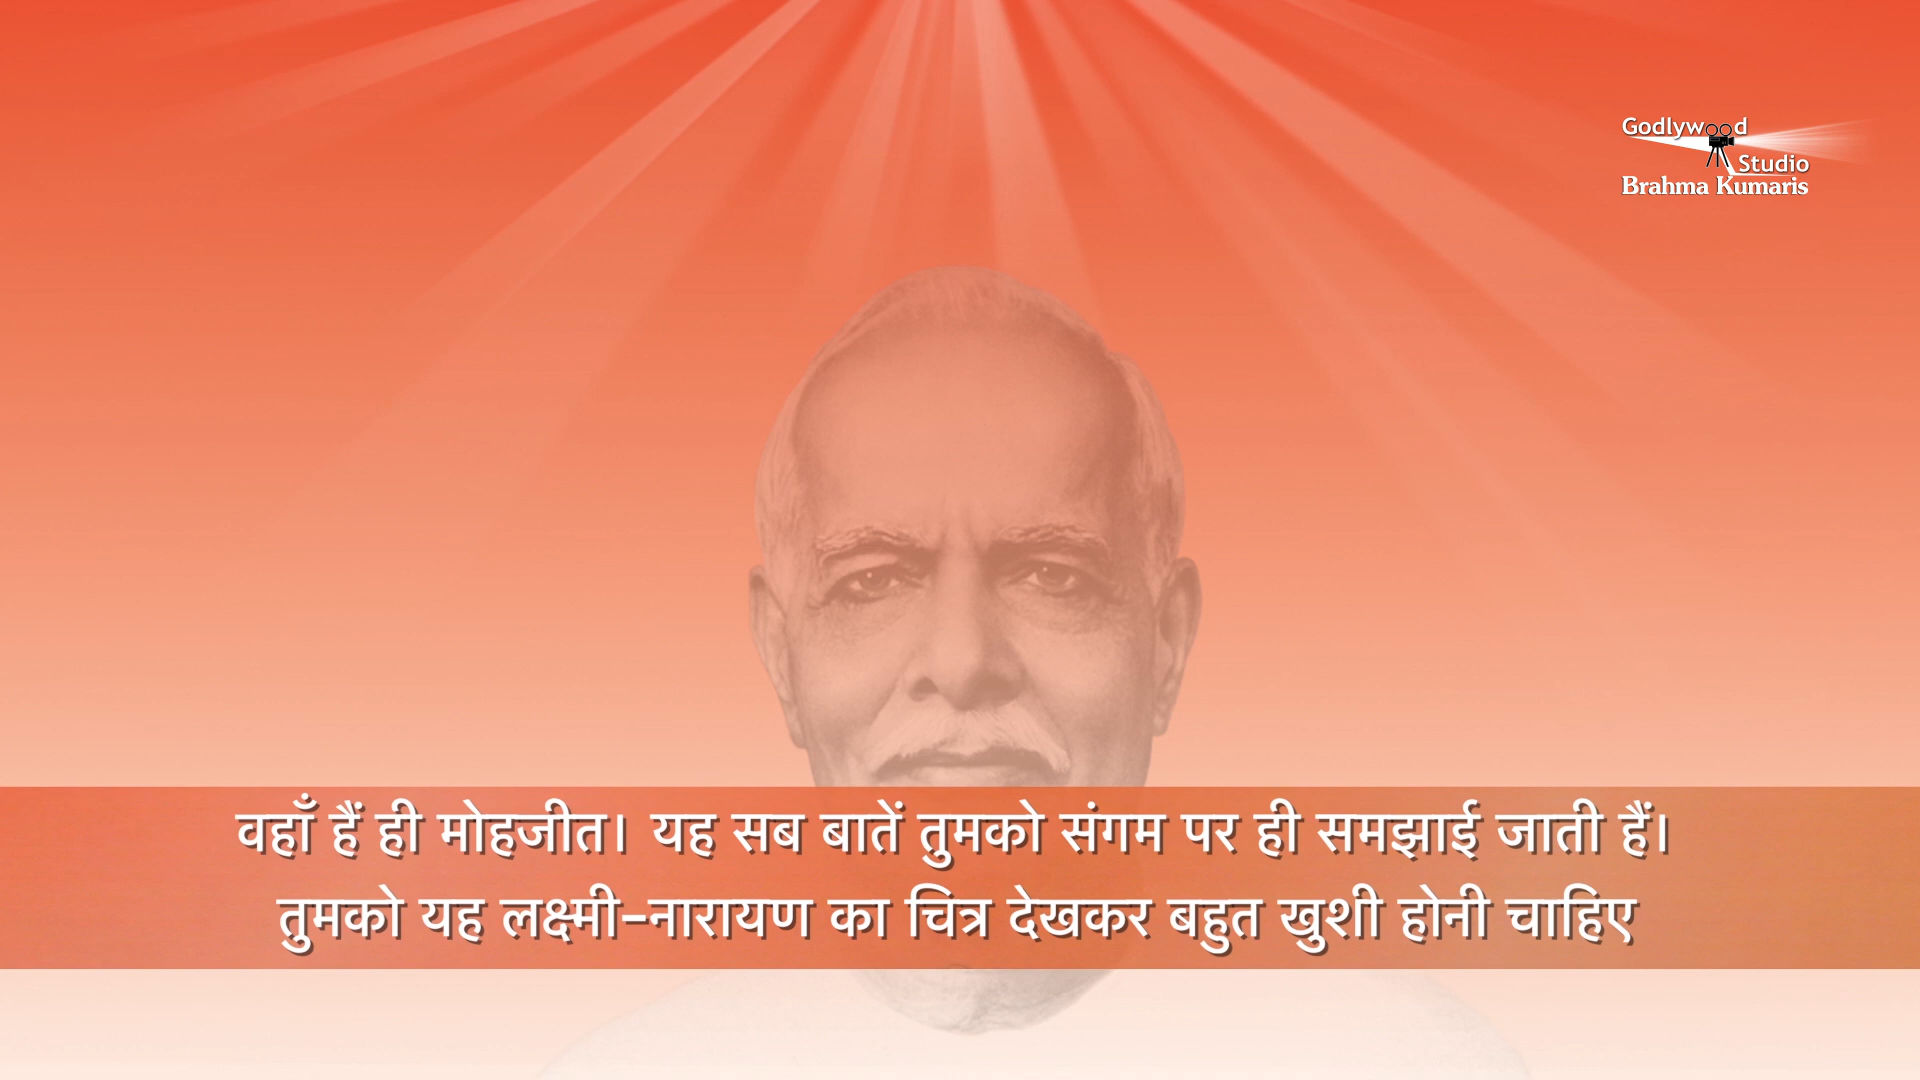 Godlywood
Studio
Brahma Kumaris
वहाँ हैं ही मोहजीत। यह सब बातें तुमको संगम पर ही समझाई जाती हैं।
तुमको यह लक्ष्मी-नारायण का चित्र देखकर बहुत खुशी होनी चाहिए